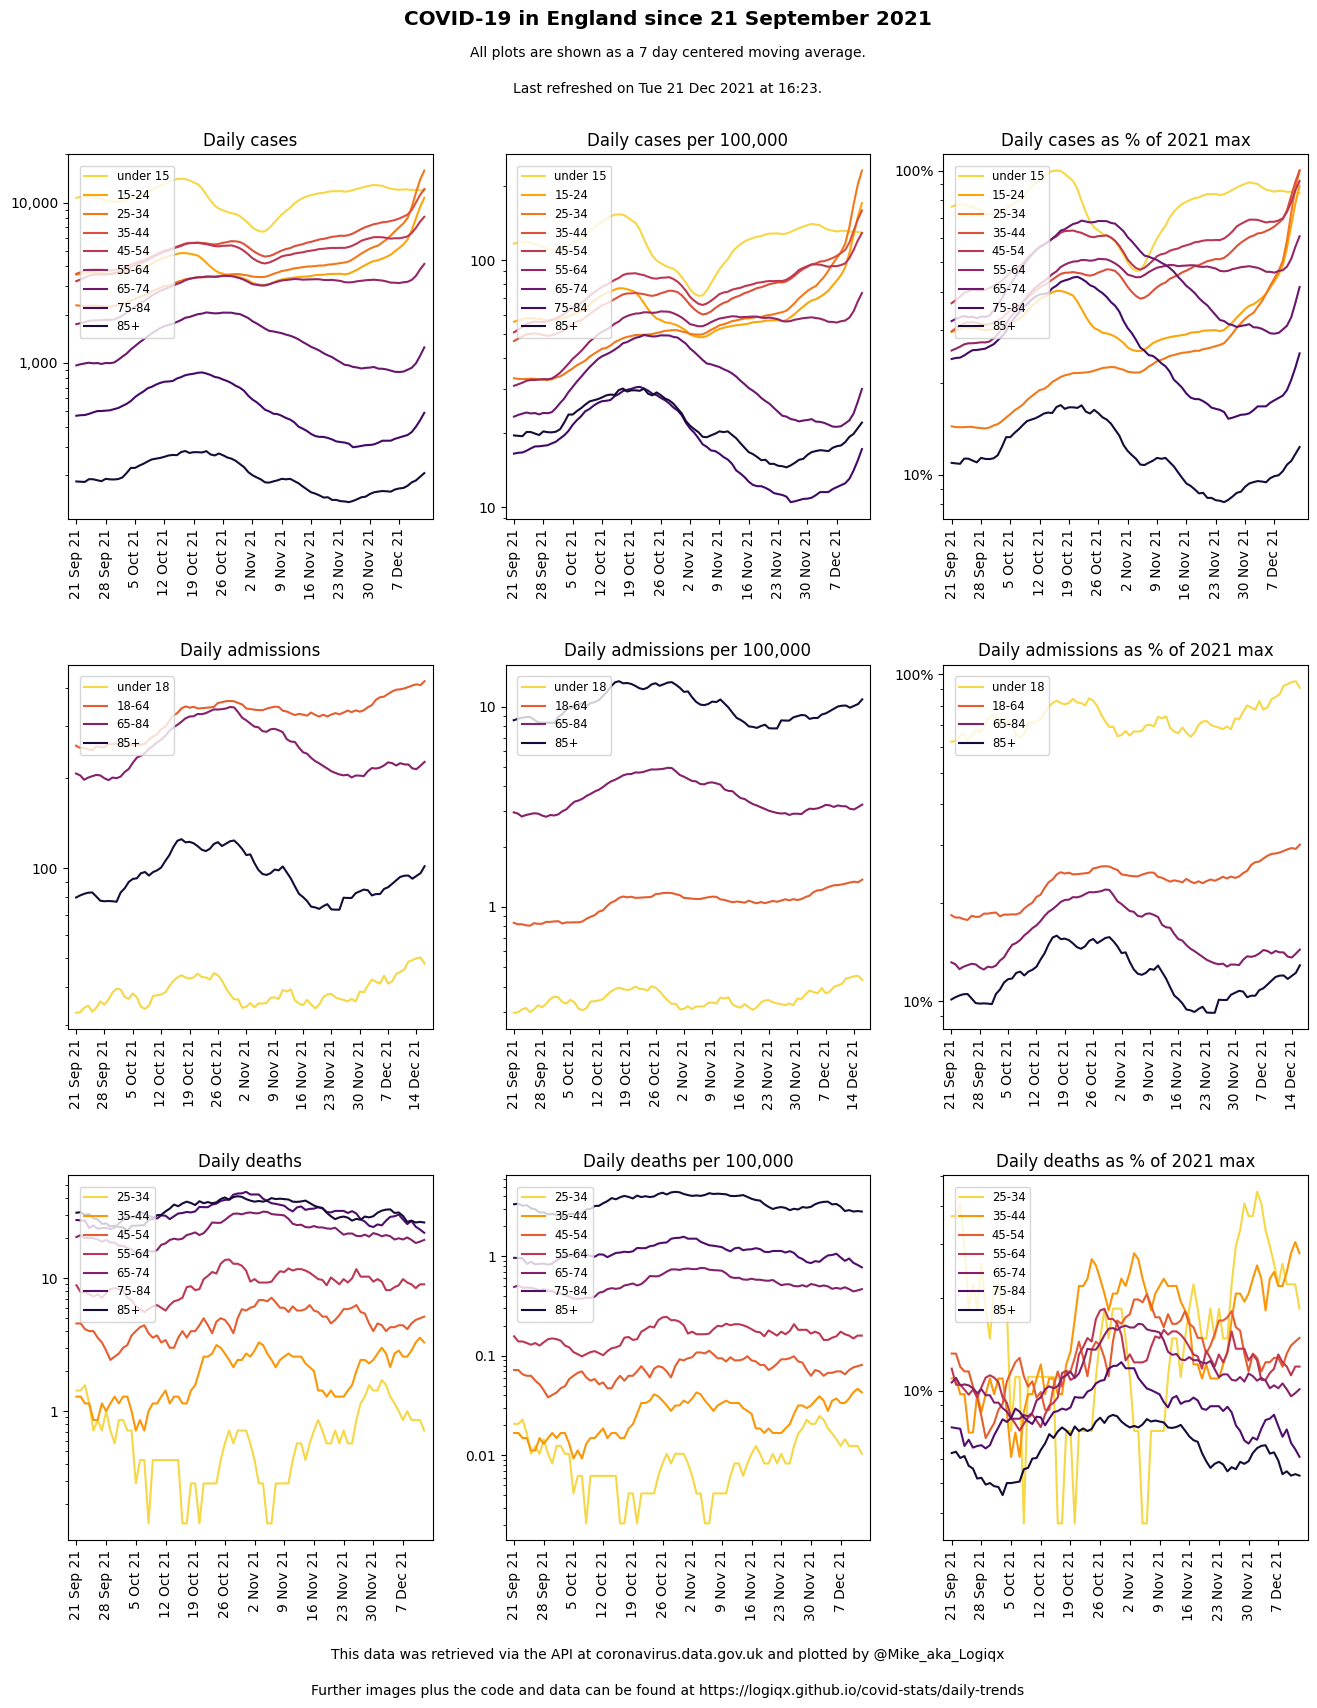 COVID-19 in England since 21 September 2021
All plots are shown as a 7 day centered moving average.
Last refreshed on Tue 21 Dec 2021 at 16:23.
Daily cases
10,000
1,000
under 15
15-24
25-34
35-44
45-54
55-64
65-74
75-84
85+
21 Sep 21
28 Sep 21
5 Oct 21
12 Oct 21
19 Oct 21
26 Oct 21
2 Nov 21
9 Nov 21
16 Nov 21
23 Nov 21
30 Nov 21
7 Dec 21
Daily cases per 100,000
100
10
under 15
15-24
25-34
35-44
45-54
55-64
65-74
75-84
85+
21 Sep 21
28 Sep 21
5 Oct 21
12 Oct 21
19 Oct 21
26 Oct 21
2 Nov 21
9 Nov 21
16 Nov 21
23 Nov 21
30 Nov 21
7 Dec 21
Daily cases as % of 2021 max
100%
10%
under 15
15-24
25-34
35-44
45-54
55-64
65-74
75-84
85+
21 Sep 21
28 Sep 21
5 Oct 21
12 Oct 21
19 Oct 21
26 Oct 21
2 Nov 21
9 Nov 21
16 Nov 21
23 Nov 21
30 Nov 21
7 Dec 21
Daily admissions
100
under 18
18-64
65-84
85+
21 Sep 21
28 Sep 21
5 Oct 21
12 Oct 21
19 Oct 21
26 Oct 21
2 Nov 21
9 Nov 21
16 Nov 21
23 Nov 21
30 Nov 21
7 Dec 21
14 Dec 21
Daily admissions per 100,000
10
1
under 18
18-64
65-84
85+
21 Sep 21
28 Sep 21
5 Oct 21
12 Oct 21
19 Oct 21
26 Oct 21
2 Nov 21
9 Nov 21
16 Nov 21
23 Nov 21
30 Nov 21
7 Dec 21
14 Dec 21
Daily admissions as % of 2021 max
100%
10%
under 18
18-64
65-84
85+
21 Sep 21
28 Sep 21
5 Oct 21
12 Oct 21
19 Oct 21
26 Oct 21
2 Nov 21
9 Nov 21
16 Nov 21
23 Nov 21
30 Nov 21
7 Dec 21
14 Dec 21
Daily deaths
10
1
25-34
35-44
45-54
55-64
65-74
75-84
85+
21 Sep 21
28 Sep 21
5 Oct 21
12 Oct 21
19 Oct 21
26 Oct 21
2 Nov 21
9 Nov 21
16 Nov 21
23 Nov 21
30 Nov 21
7 Dec 21
Daily deaths per 100,000
1
0.1
0.01
25-34
35-44
45-54
55-64
65-74
75-84
85+
21 Sep 21
28 Sep 21
5 Oct 21
12 Oct 21
19 Oct 21
26 Oct 21
2 Nov 21
9 Nov 21
16 Nov 21
23 Nov 21
30 Nov 21
7 Dec 21
Daily deaths as % of 2021 max
10%
25-34
35-44
45-54
55-64
65-74
75-84
85+
21 Sep 21
28 Sep 21
5 Oct 21
12 Oct 21
19 Oct 21
26 Oct 21
2 Nov 21
9 Nov 21
16 Nov 21
23 Nov 21
30 Nov 21
7 Dec 21
This data was retrieved via the API at coronavirus.data.gov.uk and plotted by @Mike_aka_Logiqx
Further images plus the code and data can be found at https://logiqx.github.io/covid-stats/daily-trends